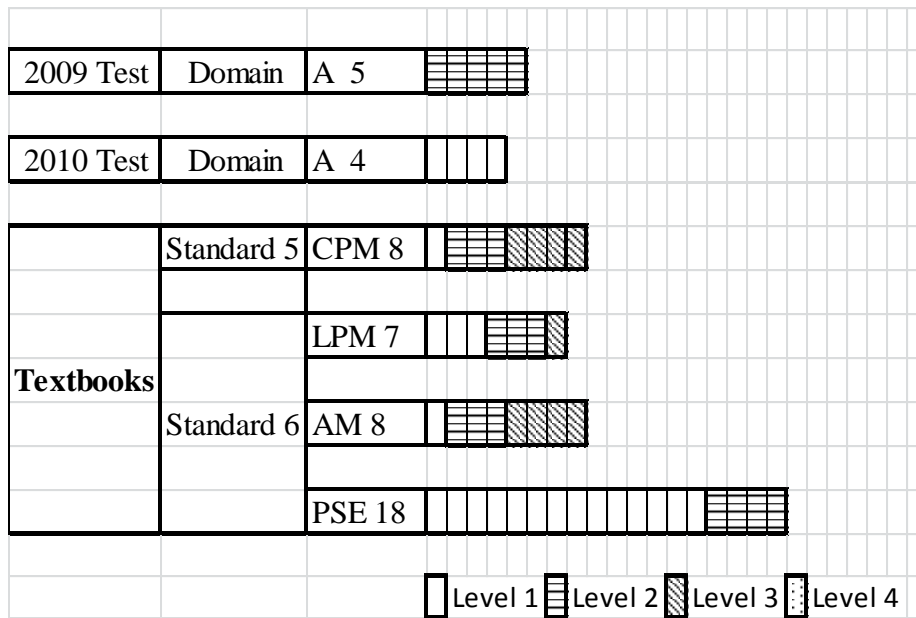 2009 Test Domain A 5
2010 Test Domain A 4
Standard 5 CPM 8
LPM 7
Textbooks
Standard 6 AM 8
PSE 18
Level 1 Level 2 Level 3 Level 4